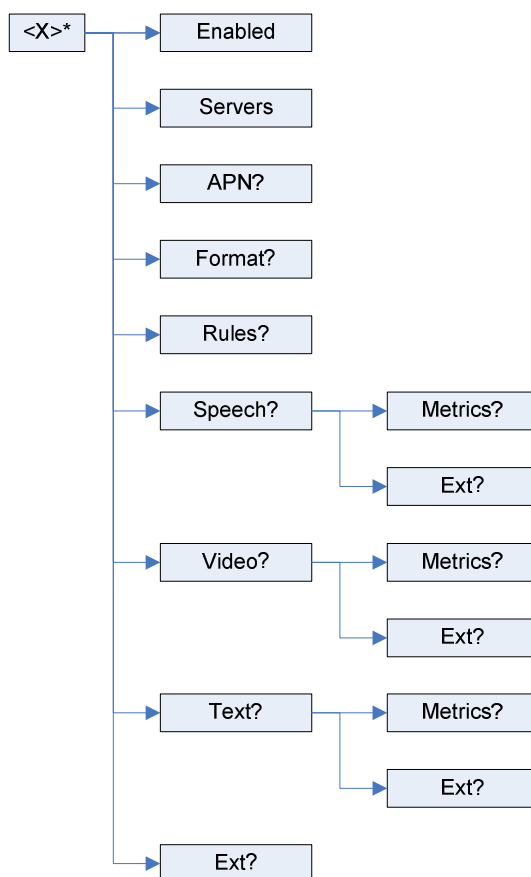 <X>*
Enabled
Servers
APN?
Format?
Rules?
Speech?
Metrics?
Ext?
Video?
Metrics?
Ext?
Text?
Metrics?
Ext?
Ext?